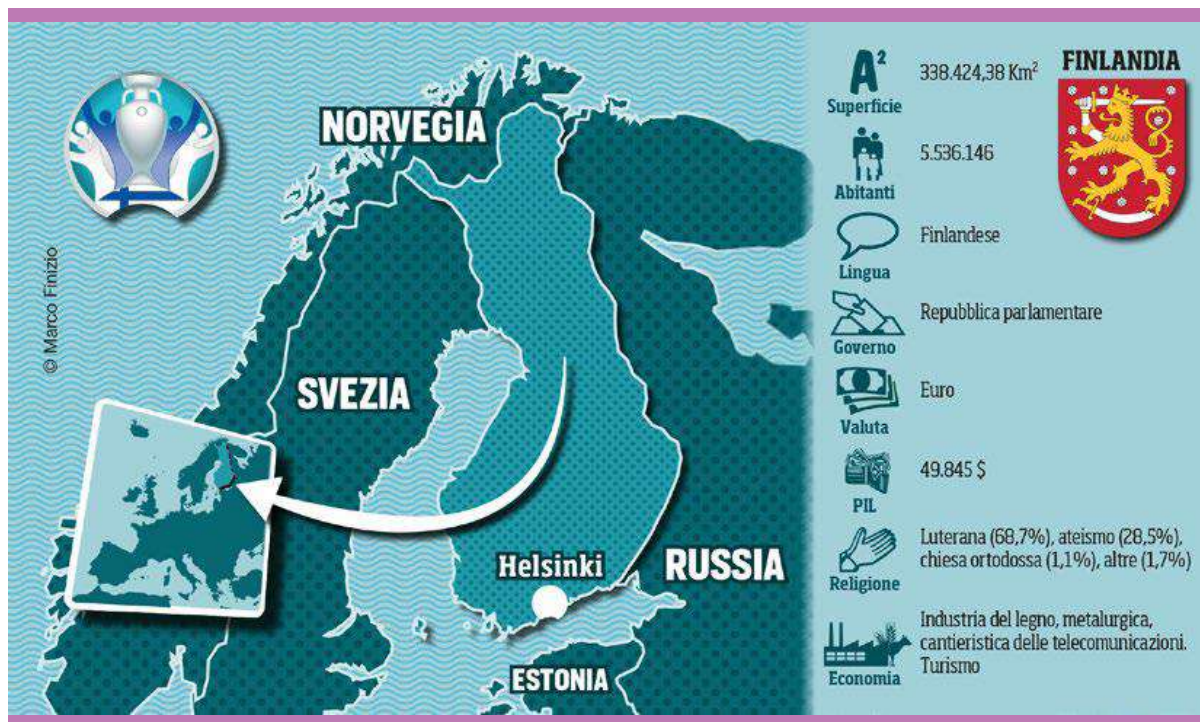 NORVEGIA
SVEZIA
RUSSIA
Helsinki
ESTONIA
© Marco Finizio
FINLANDIA
A²
Superficie
338.424,38 Km²
Abitanti
5.536.146
Lingua
Finlandese
Governo
Repubblica parlamentare
Valuta
Euro
PIL
49.845 $
Religione
Luterana (68,7%), ateismo (28,5%),
chiesa ortodossa (1,1%), altre (1,7%)
Economia
Industria del legno, metalurgica,
cantieristica delle telecomunicazioni.
Turismo